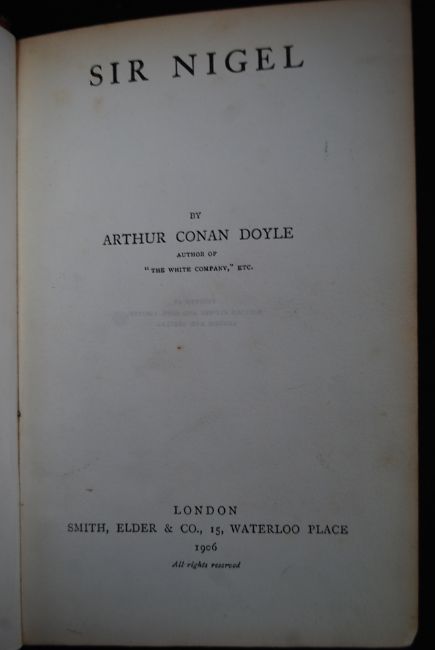 SIR NIGEL
BY
ARTHUR CONAN DOYLE
AUTHOR OF
"THE WHITE COMPANY," ETC.
LONDON
SMITH, ELDER & CO., 15, WATERLOO PLACE
1906
All rights reserved